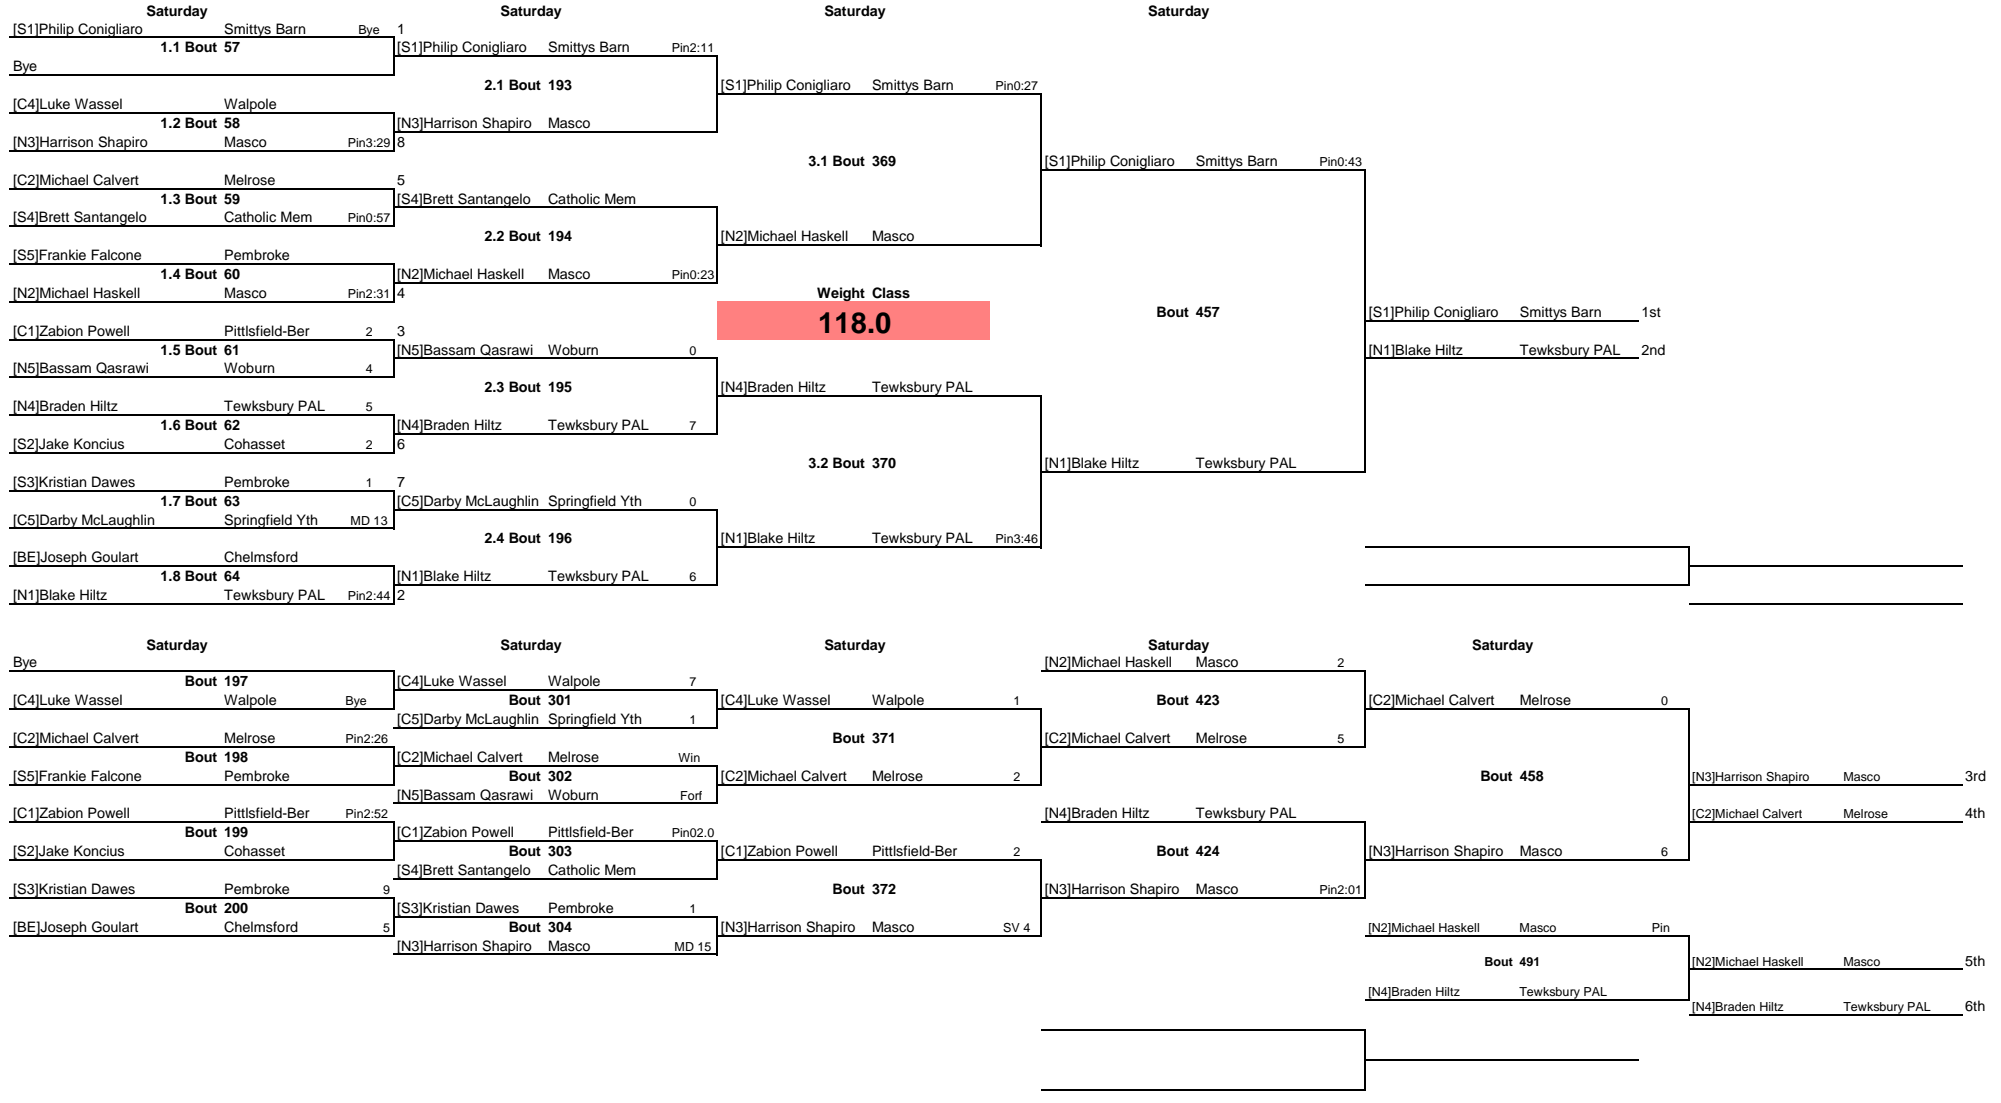 Saturday Saturday Saturday Saturday
[S1]Philip Conigliaro Smittys Barn Bye 1
1.1 Bout 57 [S1]Philip Conigliaro Smittys Barn Pin2:11
Bye
2.1 Bout 193 [S1]Philip Conigliaro Smittys Barn Pin0:27
[C4]Luke Wassel Walpole
1.2 Bout 58 [N3]Harrison Shapiro Masco
[N3]Harrison Shapiro Masco Pin3:29 8
3.1 Bout 369 [S1]Philip Conigliaro Smittys Barn Pin0:43
[C2]Michael Calvert Melrose 5
1.3 Bout 59 [S4]Brett Santangelo Catholic Mem
[S4]Brett Santangelo Catholic Mem Pin0:57
2.2 Bout 194 [N2]Michael Haskell Masco
[S5]Frankie Falcone Pembroke
1.4 Bout 60 [N2]Michael Haskell Masco Pin0:23
[N2]Michael Haskell Masco Pin2:31 4 Weight Class
118.0 Bout 457 [S1]Philip Conigliaro Smittys Barn 1st
[C1]Zabion Powell Pittlsfield-Ber 2 3
1.5 Bout 61 [N5]Bassam Qasrawi Woburn 0 [N1]Blake Hiltz Tewksbury PAL 2nd
[N5]Bassam Qasrawi Woburn 4
2.3 Bout 195 [N4]Braden Hiltz Tewksbury PAL
[N4]Braden Hiltz Tewksbury PAL 5
1.6 Bout 62 [N4]Braden Hiltz Tewksbury PAL 7
[S2]Jake Koncius Cohasset 2 6
3.2 Bout 370 [N1]Blake Hiltz Tewksbury PAL
[S3]Kristian Dawes Pembroke 1 7
1.7 Bout 63 [C5]Darby McLaughlin Springfield Yth 0
[C5]Darby McLaughlin Springfield Yth MD 13
2.4 Bout 196 [N1]Blake Hiltz Tewksbury PAL Pin3:46
[BE]Joseph Goulart Chelmsford
1.8 Bout 64 [N1]Blake Hiltz Tewksbury PAL 6
[N1]Blake Hiltz Tewksbury PAL Pin2:44 2
Saturday Saturday Saturday Saturday Saturday
Bye [N2]Michael Haskell Masco 2
Bout 197 [C4]Luke Wassel Walpole 7
[C4]Luke Wassel Walpole Bye Bout 301 [C4]Luke Wassel Walpole 1 Bout 423 [C2]Michael Calvert Melrose 0
[C5]Darby McLaughlin Springfield Yth 1
[C2]Michael Calvert Melrose Pin2:26 Bout 371 [C2]Michael Calvert Melrose 5
Bout 198 [C2]Michael Calvert Melrose Win
[S5]Frankie Falcone Pembroke Bout 302 [C2]Michael Calvert Melrose 2 Bout 458 [N3]Harrison Shapiro Masco 3rd
[N5]Bassam Qasrawi Woburn Forf
[C1]Zabion Powell Pittlsfield-Ber Pin2:52 [N4]Braden Hiltz Tewksbury PAL [C2]Michael Calvert Melrose 4th
Bout 199 [C1]Zabion Powell Pittlsfield-Ber Pin02.0
[S2]Jake Koncius Cohasset Bout 303 [C1]Zabion Powell Pittlsfield-Ber 2 Bout 424 [N3]Harrison Shapiro Masco 6
[S4]Brett Santangelo Catholic Mem
[S3]Kristian Dawes Pembroke 9 Bout 372 [N3]Harrison Shapiro Masco Pin2:01
Bout 200 [S3]Kristian Dawes Pembroke 1
[BE]Joseph Goulart Chelmsford 5 Bout 304 [N3]Harrison Shapiro Masco SV 4 [N2]Michael Haskell Masco Pin
[N3]Harrison Shapiro Masco MD 15
Bout 491 [N2]Michael Haskell Masco 5th
[N4]Braden Hiltz Tewksbury PAL
[N4]Braden Hiltz Tewksbury PAL 6th